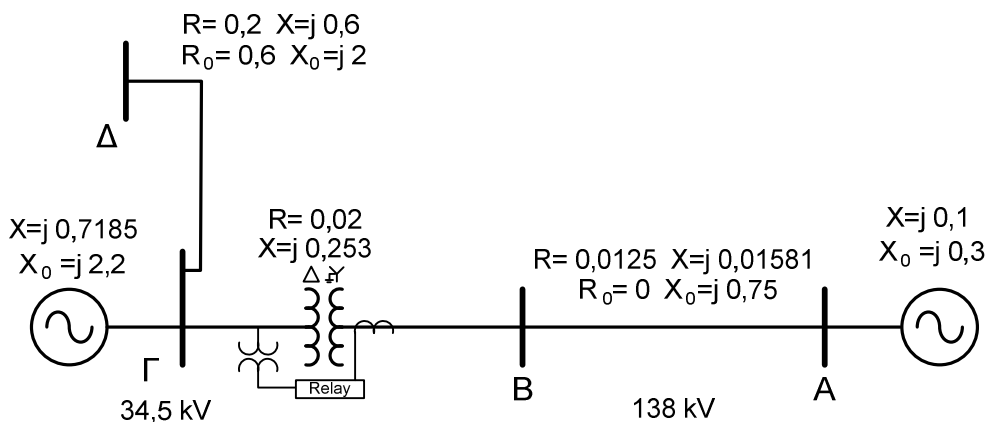 R= 0,2 X=j 0,6
R₀= 0,6 X₀=j 2
Δ
X=j 0,7185
X₀ =j 2,2
R= 0,02
X=j 0,253
Δ Y
R= 0,0125 X=j 0,01581
R₀= 0 X₀=j 0,75
X=j 0,1
X₀ =j 0,3
Γ
Relay
B
A
34,5 kV
138 kV